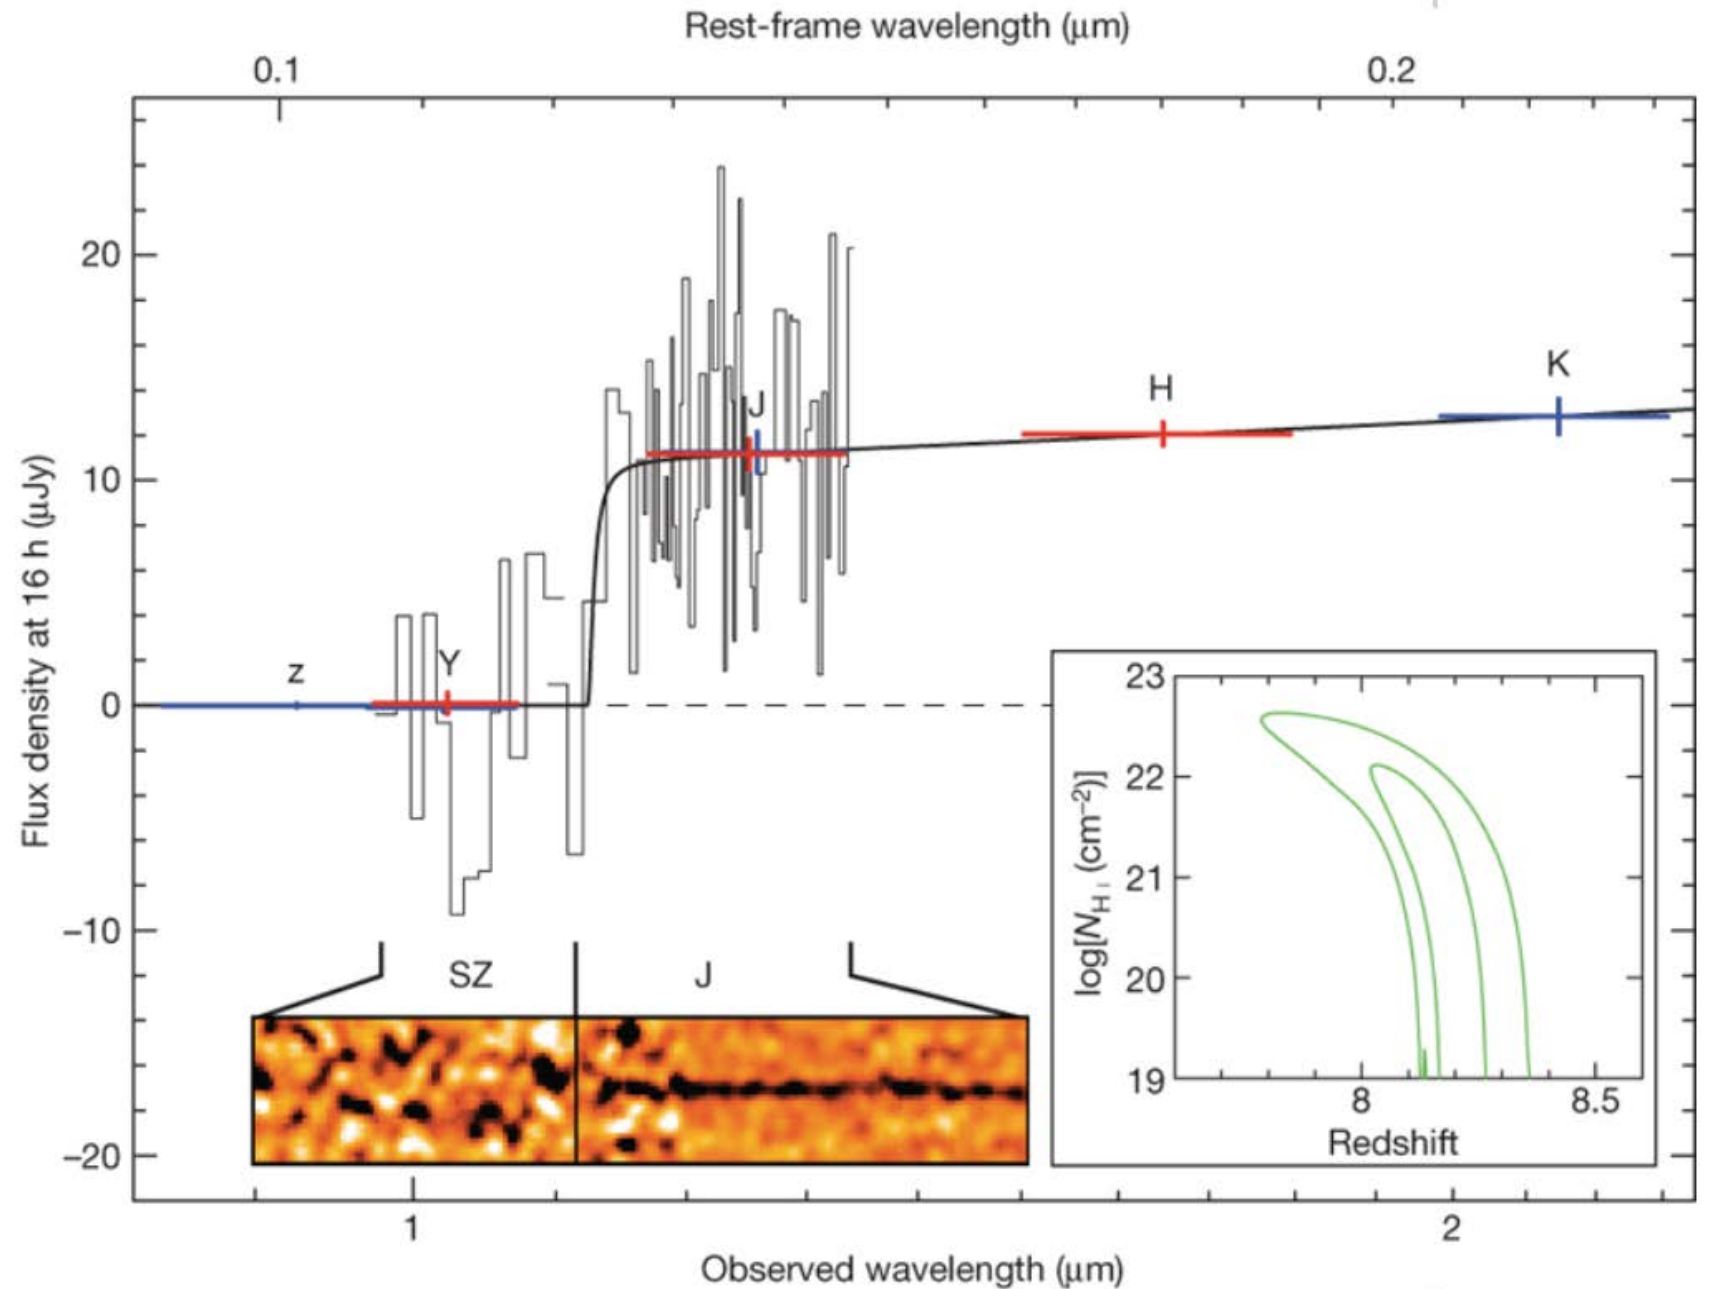 Rest-frame wavelength (μm)
0.1 0.2
Flux density at 16 h (μJy)
20
10
0
−10
−20
z
Y
J
H
K
SZ J
log[N_H I (cm⁻²)]
23
22
21
20
19
8 8.5
Redshift
1 2
Observed wavelength (μm)